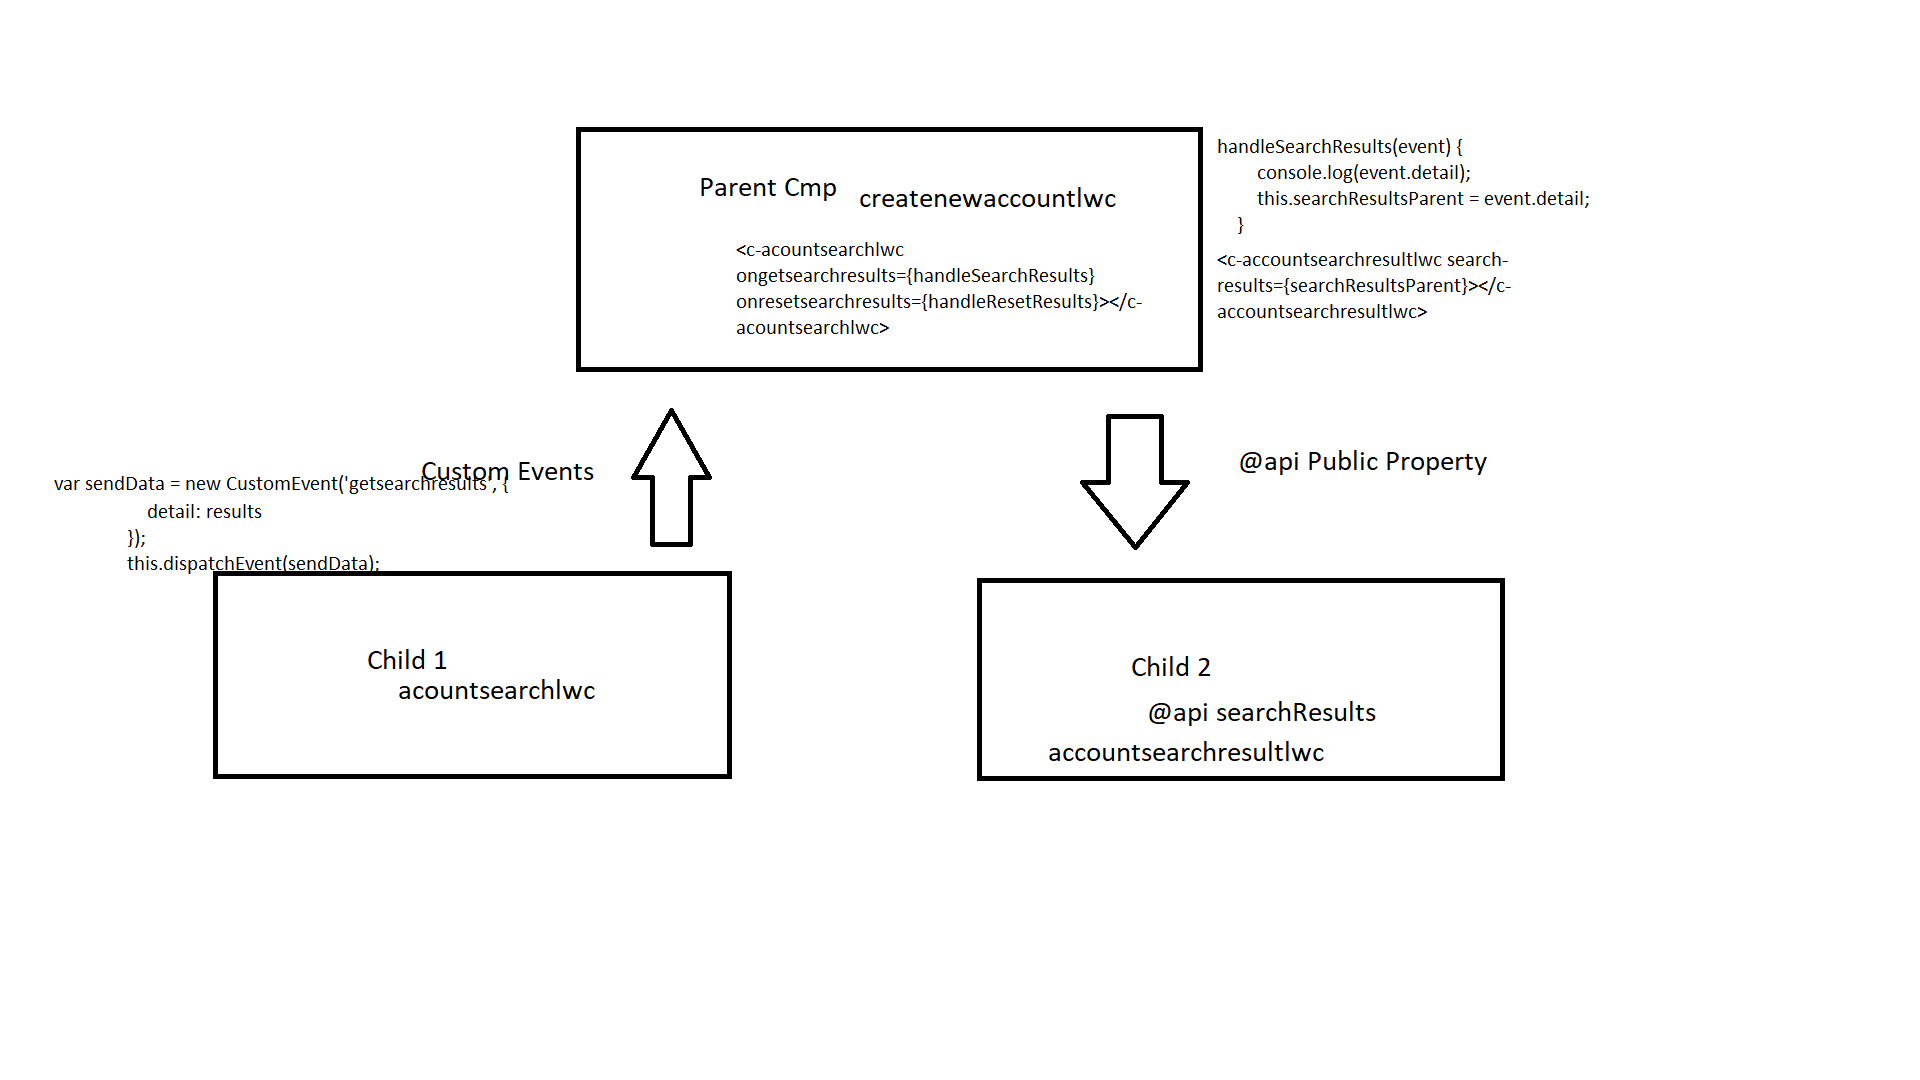 Parent Cmp
createnewaccountlwc
<c-acountsearchlwc
ongetsearchresults={handleSearchResults}
onresetsearchresults={handleResetResults}></c-
acountsearchlwc>
handleSearchResults(event) {
console.log(event.detail);
this.searchResultsParent = event.detail;
}
<c-accountsearchresultlwc search-
results={searchResultsParent}></c-
accountsearchresultlwc>
Custom Events
var sendData = new CustomEvent('getsearchresults', {
detail: results
});
this.dispatchEvent(sendData);
@api Public Property
Child 1
acountsearchlwc
Child 2
@api searchResults
accountsearchresultlwc